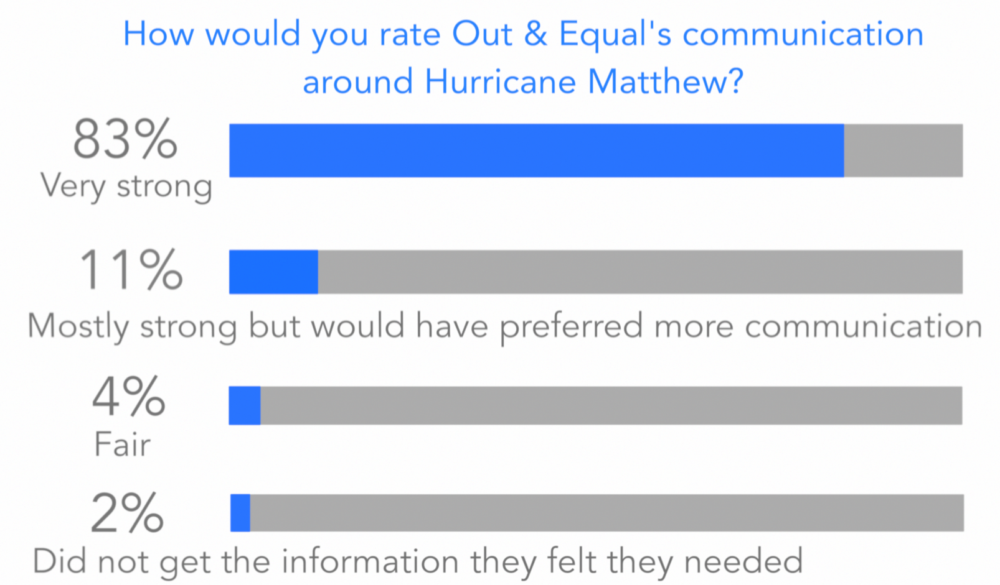 How would you rate Out & Equal's communication
around Hurricane Matthew?
83%
Very strong
11%
Mostly strong but would have preferred more communication
4%
Fair
2%
Did not get the information they felt they needed